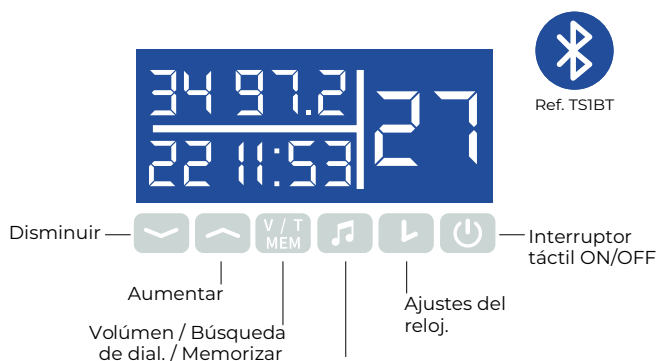 Ref. TS1BT
34 97.2
27
22 11:53
V / T
MEM
Disminuir
Interruptor
táctil ON/OFF
Aumentar
Ajustes del
reloj.
Volúmen / Búsqueda
de dial. / Memorizar